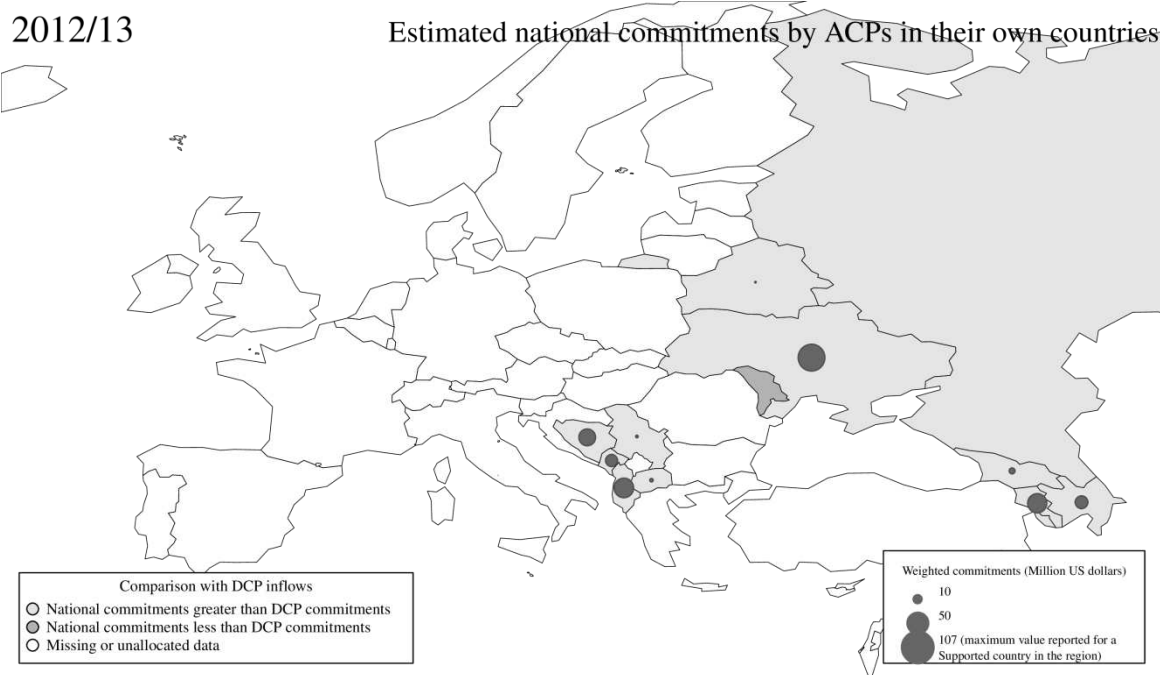 2012/13
Estimated national commitments by ACPs in their own countries
Comparison with DCP inflows
National commitments greater than DCP commitments
National commitments less than DCP commitments
Missing or unallocated data
Weighted commitments (Million US dollars)
10
50
107 (maximum value reported for a
Supported country in the region)